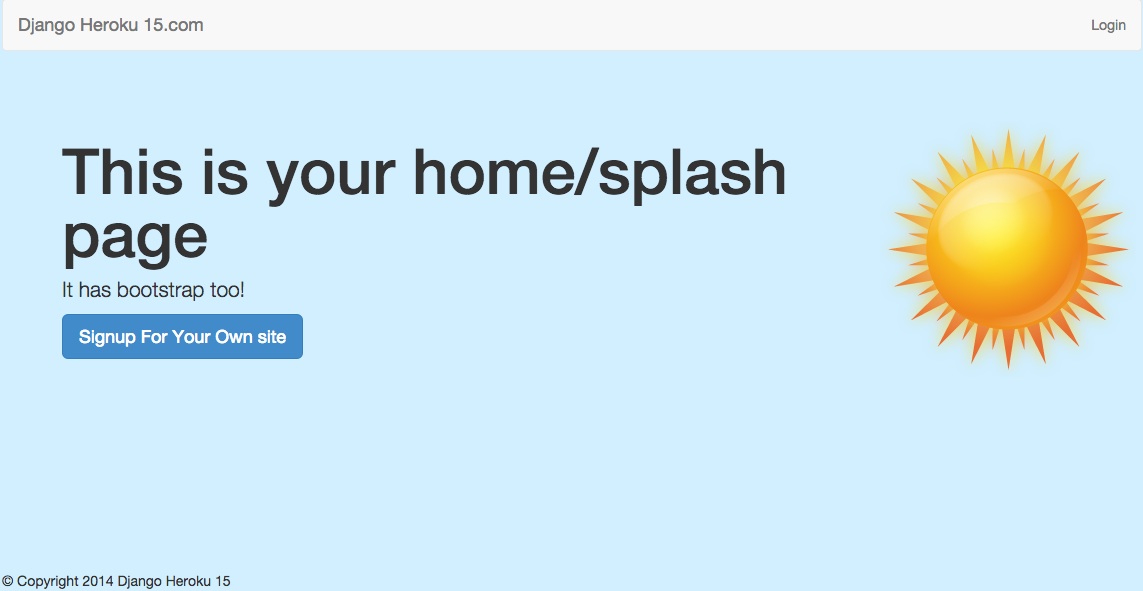 Django Heroku 15.com
Login
This is your home/splash
page
It has bootstrap too!
Signup For Your Own site
© Copyright 2014 Django Heroku 15